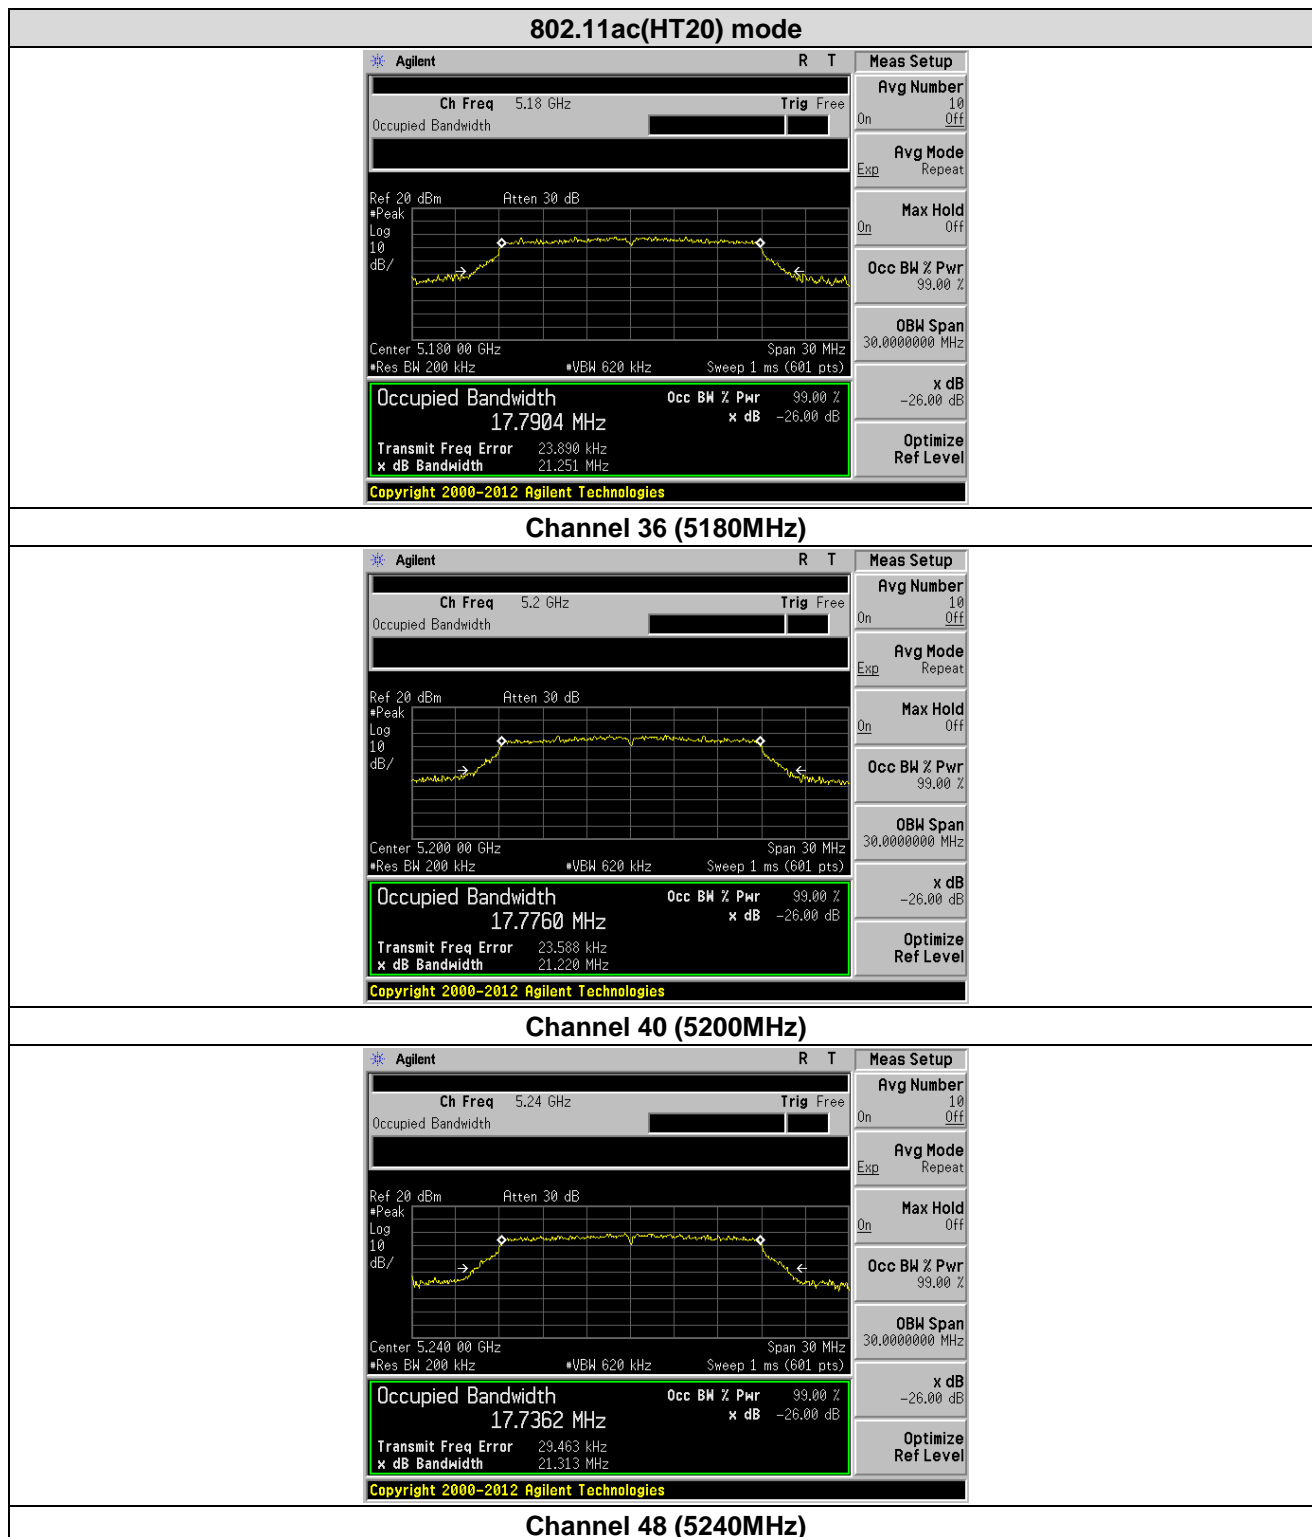 802.11ac(HT20) mode
Agilent R T Meas Setup
Ch Freq 5.18 GHz Trig Free
Occupied Bandwidth
Avg Number
10
On Off
Avg Mode
Exp Repeat
Ref 20 dBm Atten 30 dB
#Peak
Log
10
dB/
Max Hold
On Off
Occ BW % Pwr
99.00 %
OBW Span
30.0000000 MHz
Center 5.180 00 GHz Span 30 MHz
#Res BW 200 kHz #VBW 620 kHz Sweep 1 ms (601 pts)
x dB
-26.00 dB
Occupied Bandwidth Occ BW % Pwr 99.00 %
17.7904 MHz x dB -26.00 dB
Transmit Freq Error 23.890 kHz
x dB Bandwidth 21.251 MHz
Optimize
Ref Level
Copyright 2000-2012 Agilent Technologies
Channel 36 (5180MHz)
Agilent R T Meas Setup
Ch Freq 5.2 GHz Trig Free
Occupied Bandwidth
Avg Number
10
On Off
Avg Mode
Exp Repeat
Ref 20 dBm Atten 30 dB
#Peak
Log
10
dB/
Max Hold
On Off
Occ BW % Pwr
99.00 %
OBW Span
30.0000000 MHz
Center 5.200 00 GHz Span 30 MHz
#Res BW 200 kHz #VBW 620 kHz Sweep 1 ms (601 pts)
x dB
-26.00 dB
Occupied Bandwidth Occ BW % Pwr 99.00 %
17.7760 MHz x dB -26.00 dB
Transmit Freq Error 23.588 kHz
x dB Bandwidth 21.220 MHz
Optimize
Ref Level
Copyright 2000-2012 Agilent Technologies
Channel 40 (5200MHz)
Agilent R T Meas Setup
Ch Freq 5.24 GHz Trig Free
Occupied Bandwidth
Avg Number
10
On Off
Avg Mode
Exp Repeat
Ref 20 dBm Atten 30 dB
#Peak
Log
10
dB/
Max Hold
On Off
Occ BW % Pwr
99.00 %
OBW Span
30.0000000 MHz
Center 5.240 00 GHz Span 30 MHz
#Res BW 200 kHz #VBW 620 kHz Sweep 1 ms (601 pts)
x dB
-26.00 dB
Occupied Bandwidth Occ BW % Pwr 99.00 %
17.7362 MHz x dB -26.00 dB
Transmit Freq Error 29.463 kHz
x dB Bandwidth 21.313 MHz
Optimize
Ref Level
Copyright 2000-2012 Agilent Technologies
Channel 48 (5240MHz)